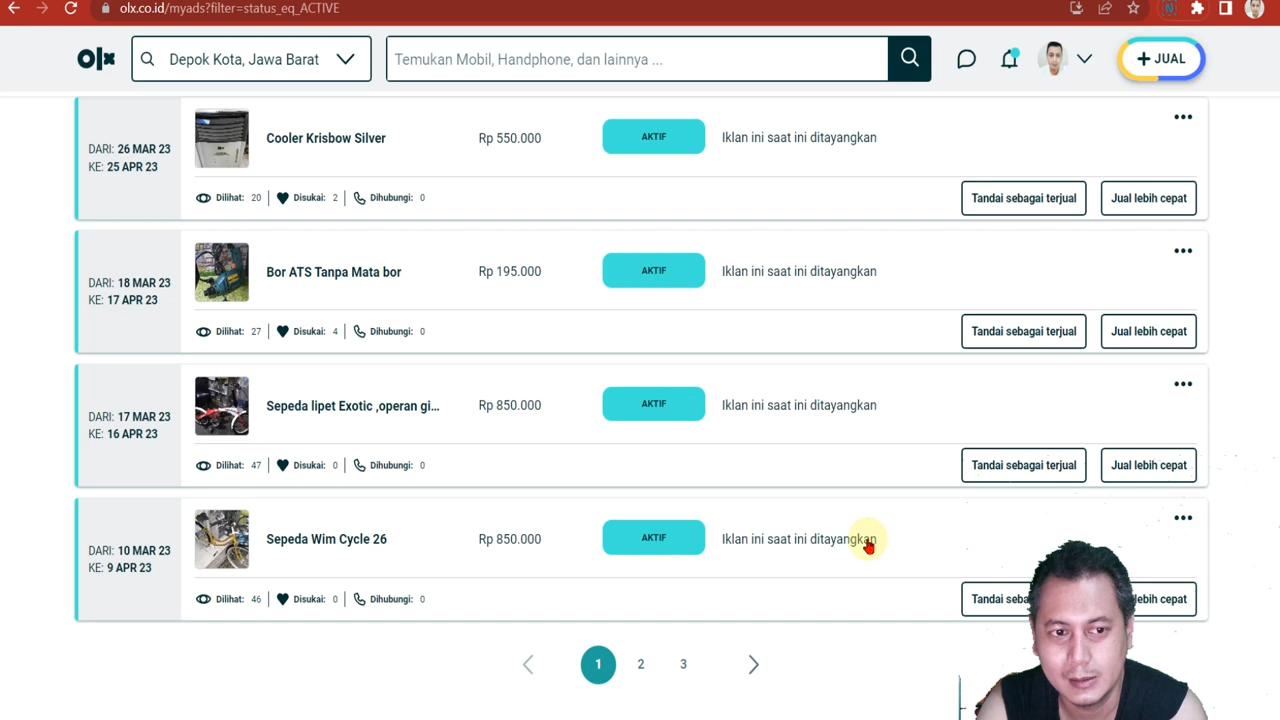 olx.co.id/myads?filter=status_eq_ACTIVE
olx
Depok Kota, Jawa Barat
Temukan Mobil, Handphone, dan lainnya ...
+ JUAL
DARI: 26 MAR 23
KE: 25 APR 23
Cooler Krisbow Silver
Rp 550.000
AKTIF
Iklan ini saat ini ditayangkan
Dilihat: 20
Disukai: 2
Dihubungi: 0
Tandai sebagai terjual
Jual lebih cepat
DARI: 18 MAR 23
KE: 17 APR 23
Bor ATS Tanpa Mata bor
Rp 195.000
AKTIF
Iklan ini saat ini ditayangkan
Dilihat: 27
Disukai: 4
Dihubungi: 0
Tandai sebagai terjual
Jual lebih cepat
DARI: 17 MAR 23
KE: 16 APR 23
Sepeda lipet Exotic ,operan gi...
Rp 850.000
AKTIF
Iklan ini saat ini ditayangkan
Dilihat: 47
Disukai: 0
Dihubungi: 0
Tandai sebagai terjual
Jual lebih cepat
DARI: 10 MAR 23
KE: 9 APR 23
Sepeda Wim Cycle 26
Rp 850.000
AKTIF
Iklan ini saat ini ditayangkan
Dilihat: 46
Disukai: 0
Dihubungi: 0
Tandai seba
lebih cepat
1 2 3